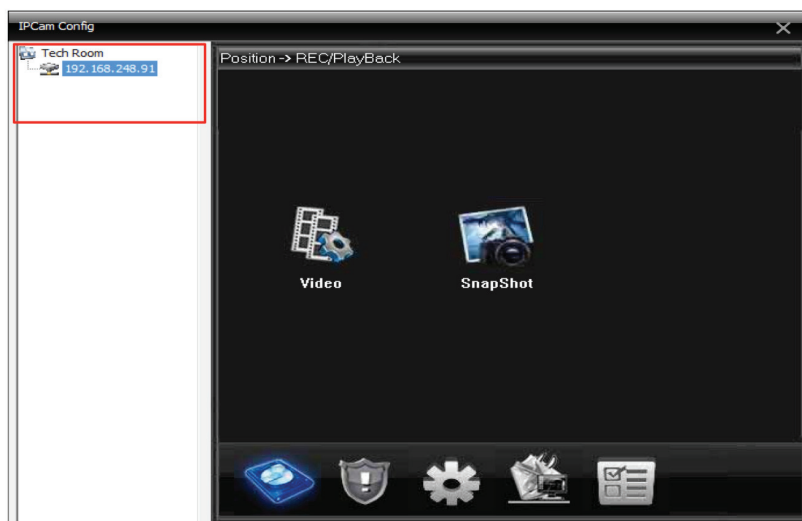 IPCam Config
Tech Room
192.168.248.91
Position -> REC/PlayBack
Video
SnapShot